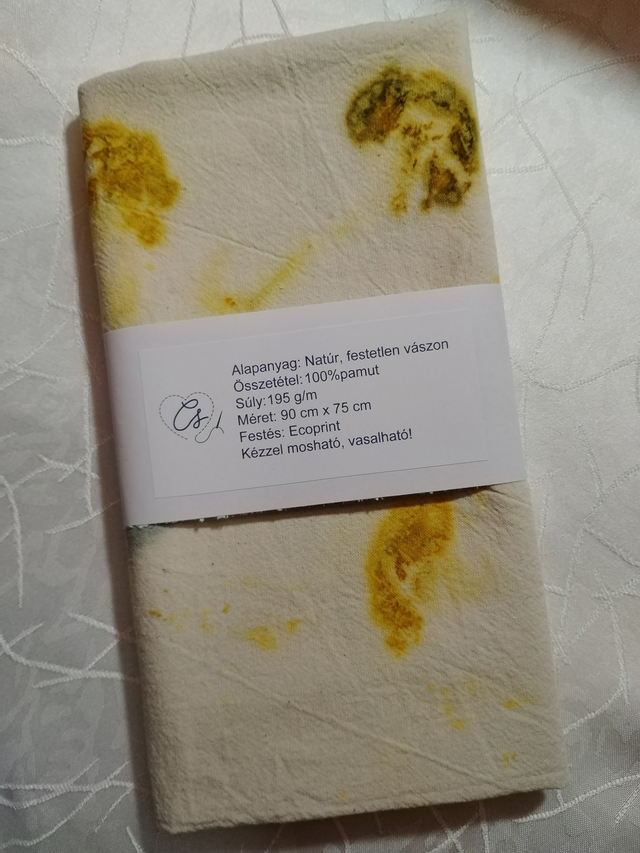 Cs
Alapanyag: Natúr, festetlen vászon
Összetétel:100%pamut
Súly:195 g/m
Méret: 90 cm x 75 cm
Festés: Ecoprint
Kézzel mosható, vasalható!